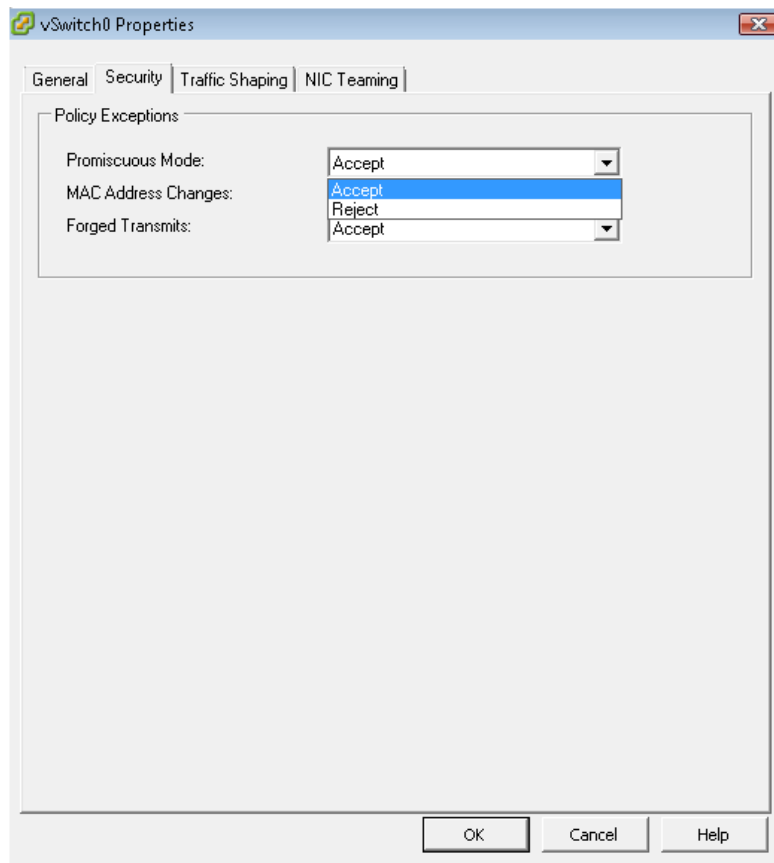 vSwitch0 Properties
General Security Traffic Shaping NIC Teaming
Policy Exceptions
Promiscuous Mode: Accept
MAC Address Changes: Accept
Reject
Forged Transmits: Accept
OK Cancel Help